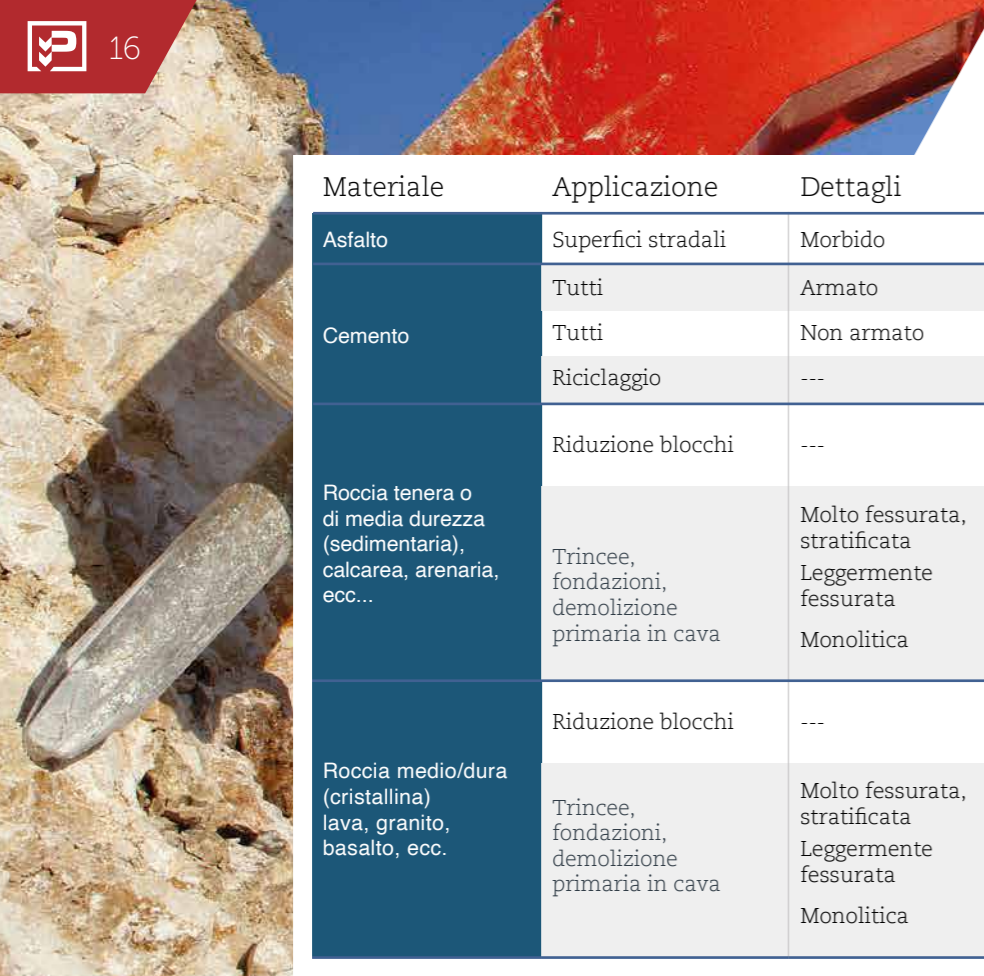 16
Materiale Applicazione Dettagli
Asfalto Superfici stradali Morbido
Cemento
Tutti Armato
Tutti Non armato
Riciclaggio ---
Roccia tenera o
di media durezza
(sedimentaria),
calcarea, arenaria,
ecc...
Riduzione blocchi ---
Trincee,
fondazioni,
demolizione
primaria in cava
Molto fessurata,
stratificata
Leggermente
fessurata
Monolitica
Roccia medio/dura
(cristallina)
lava, granito,
basalto, ecc.
Riduzione blocchi ---
Trincee,
fondazioni,
demolizione
primaria in cava
Molto fessurata,
stratificata
Leggermente
fessurata
Monolitica